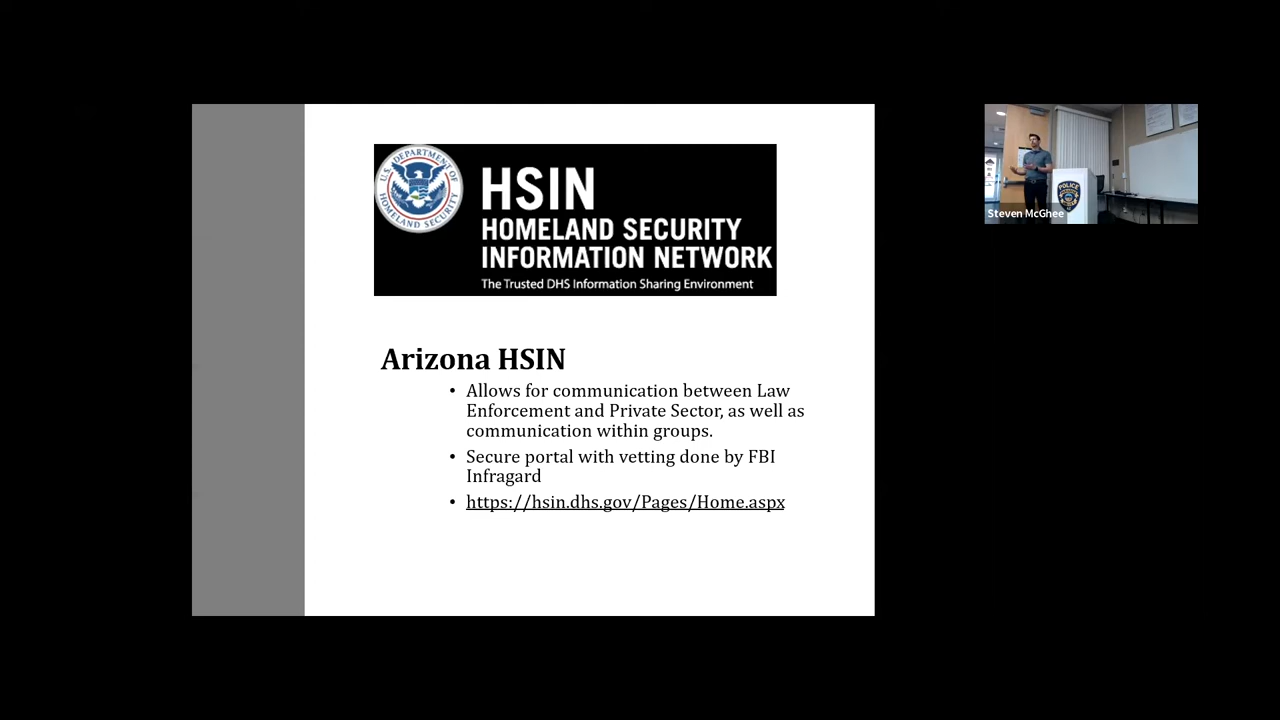 U.S. DEPARTMENT OF
HOMELAND SECURITY
HSIN
HOMELAND SECURITY
INFORMATION NETWORK
The Trusted DHS Information Sharing Environment
Arizona HSIN
• Allows for communication between Law
Enforcement and Private Sector, as well as
communication within groups.
• Secure portal with vetting done by FBI
Infragard
• https://hsin.dhs.gov/Pages/Home.aspx
POLICE
Steven McGhee